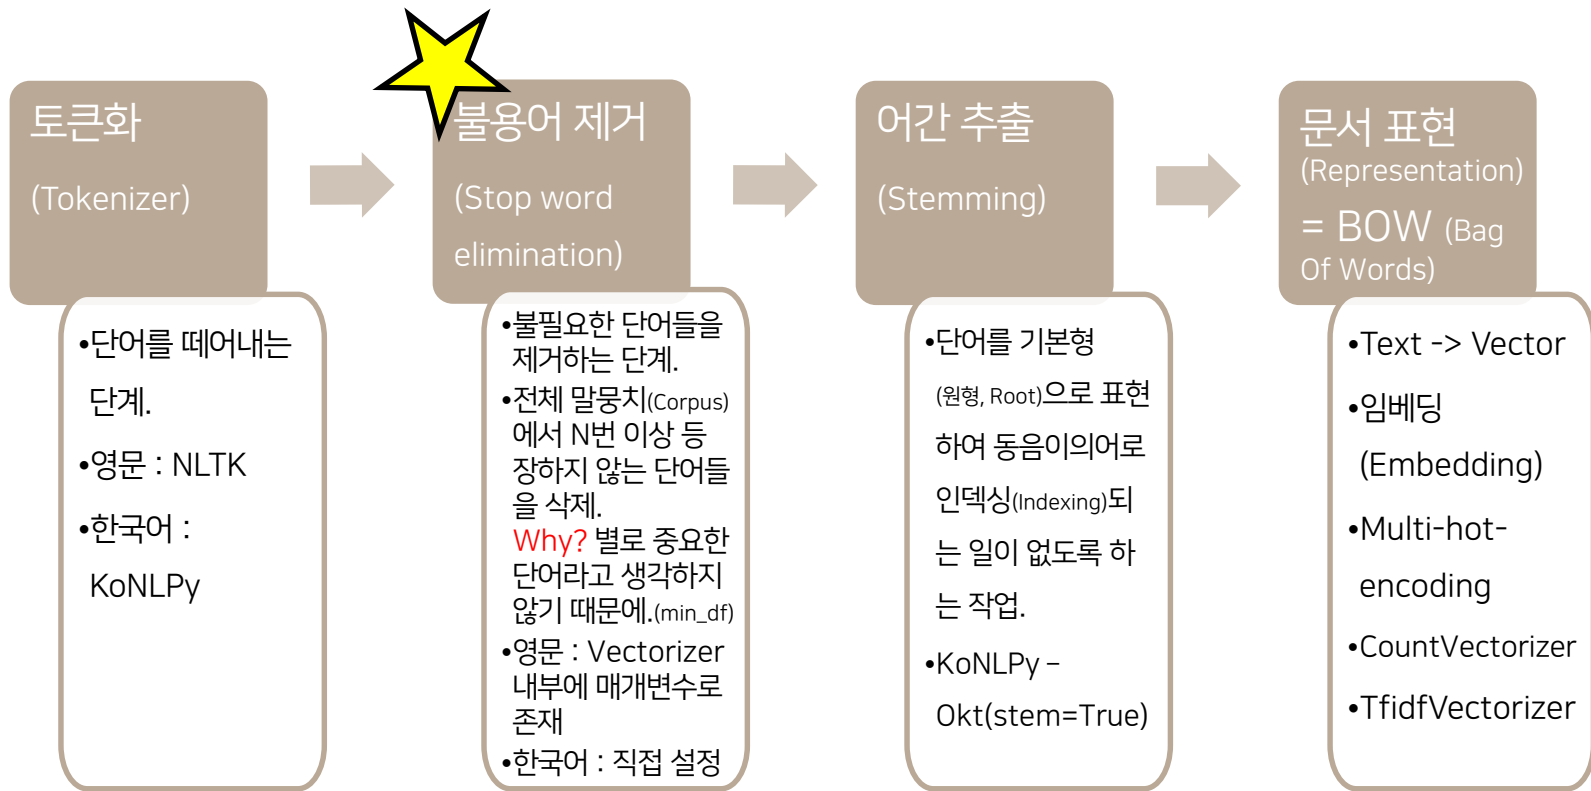 토큰화
(Tokenizer)
•단어를 떼어내는
단계.
•영문 : NLTK
•한국어 :
KoNLPy
불용어 제거
(Stop word
elimination)
•불필요한 단어들을
제거하는 단계.
•전체 말뭉치(Corpus)
에서 N번 이상 등
장하지 않는 단어들
을 삭제.
Why? 별로 중요한
단어라고 생각하지
않기 때문에.(min_df)
•영문 : Vectorizer
내부에 매개변수로
존재
•한국어 : 직접 설정
어간 추출
(Stemming)
•단어를 기본형
(원형, Root)으로 표현
하여 동음이의어로
인덱싱(Indexing)되
는 일이 없도록 하
는 작업.
•KoNLPy –
Okt(stem=True)
문서 표현
(Representation)
= BOW (Bag
Of Words)
•Text -> Vector
•임베딩
(Embedding)
•Multi-hot-
encoding
•CountVectorizer
•TfidfVectorizer